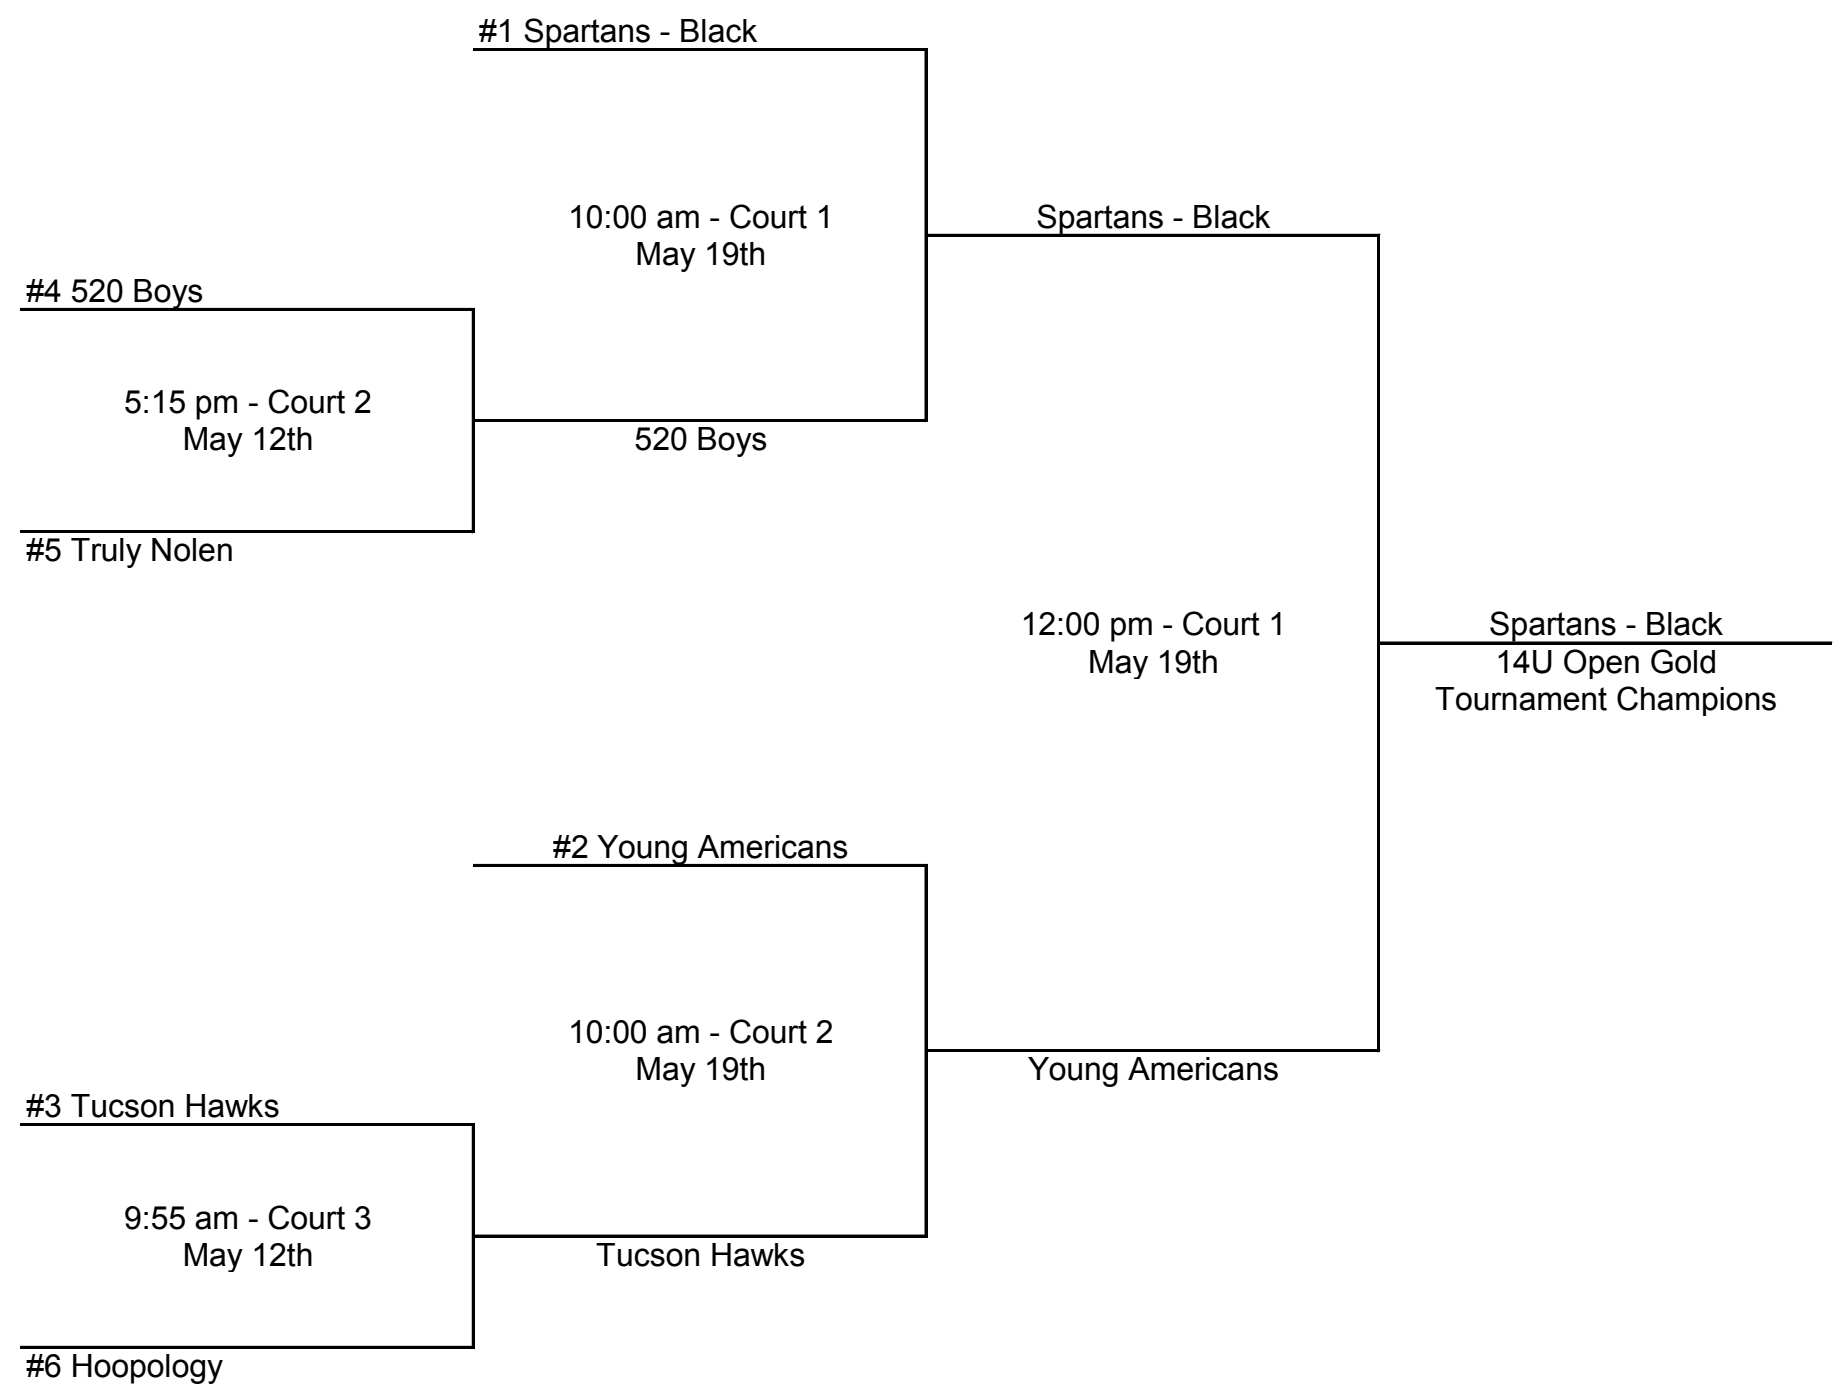 #1 Spartans - Black
10:00 am - Court 1
May 19th
Spartans - Black
#4 520 Boys
5:15 pm - Court 2
May 12th
520 Boys
#5 Truly Nolen
12:00 pm - Court 1
May 19th
Spartans - Black
14U Open Gold
Tournament Champions
#2 Young Americans
10:00 am - Court 2
May 19th
Young Americans
#3 Tucson Hawks
9:55 am - Court 3
May 12th
Tucson Hawks
#6 Hoopology